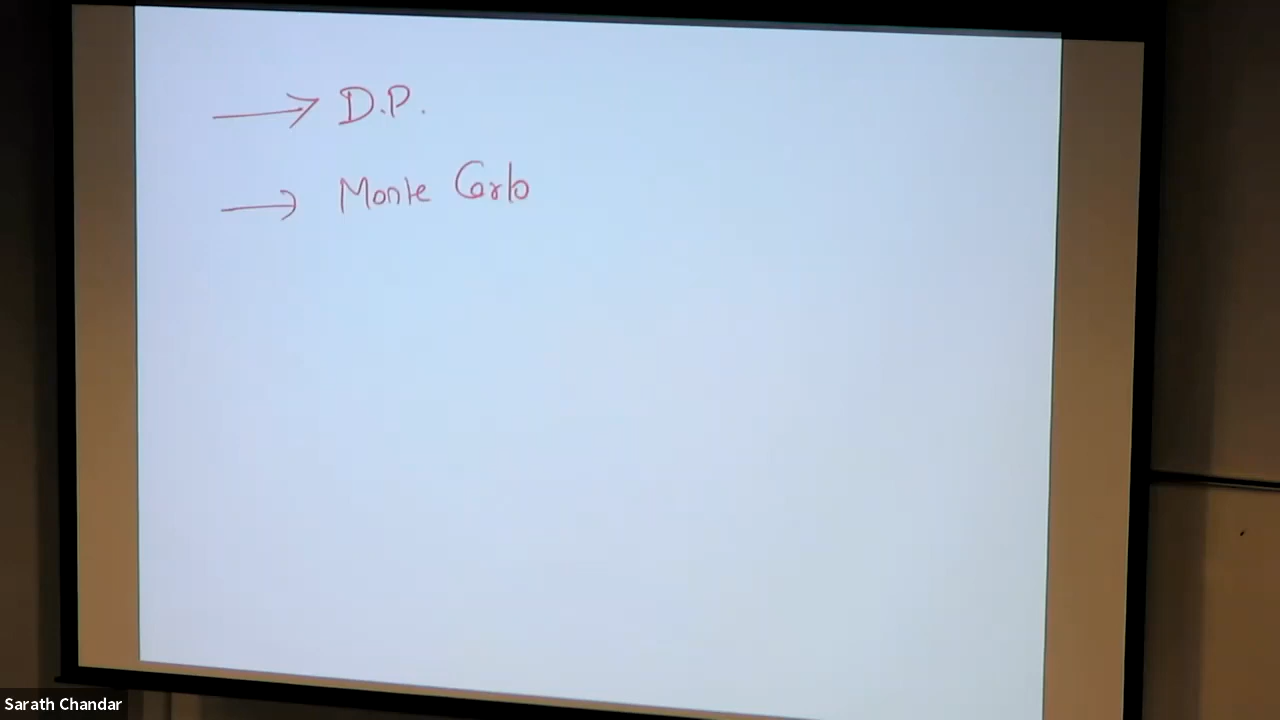 → D.P.
→ Monte Carlo
Sarath Chandar